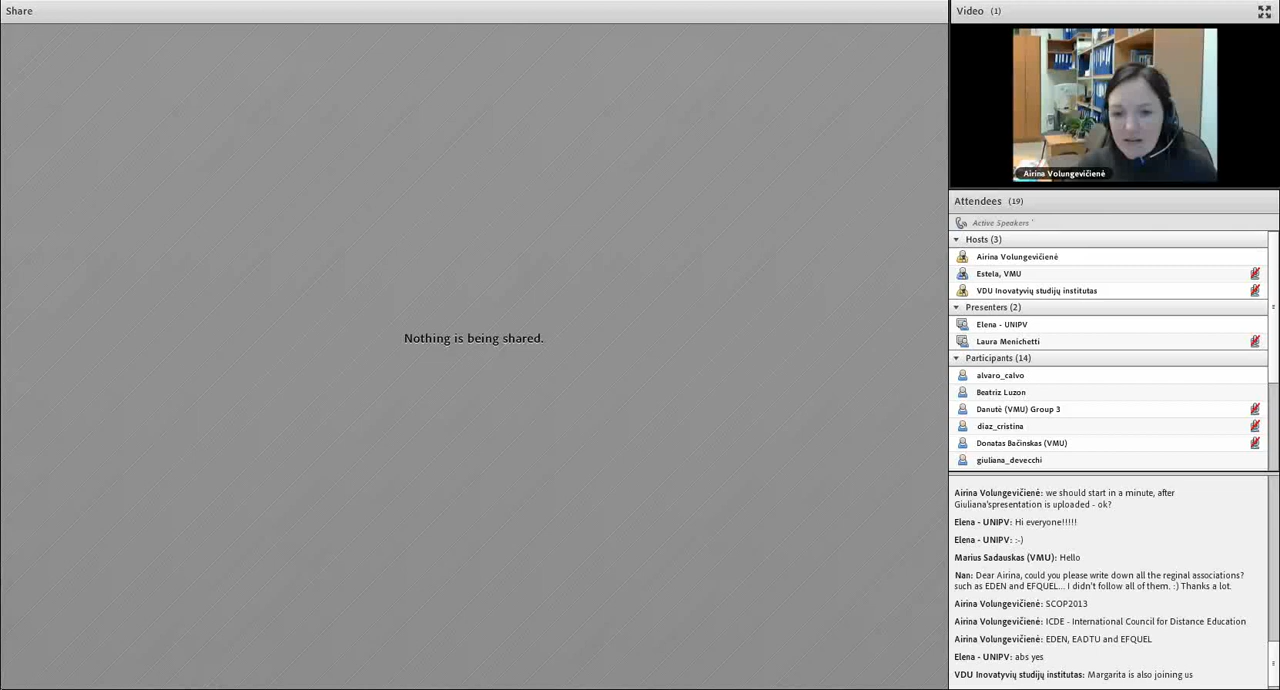 Share
Nothing is being shared.
Video (1)
Airina Volungevičienė
Attendees (19)
Active Speakers
Hosts (3)
Airina Volungevičienė
Estela, VMU
VDU Inovatyvių studijų institutas
Presenters (2)
Elena - UNIPV
Laura Menichetti
Participants (14)
alvaro_calvo
Beatriz Luzon
Danutė (VMU) Group 3
diaz_cristina
Donatas Bačinskas (VMU)
giuliana_devecchi
Airina Volungevičienė: we should start in a minute, after
Giuliana'spresentation is uploaded - ok?
Elena - UNIPV: Hi everyone!!!!!
Elena - UNIPV: :-)
Marius Sadauskas (VMU): Hello
Nan: Dear Airina, could you please write down all the reginal associations?
such as EDEN and EFQUEL... I didn't follow all of them. :) Thanks a lot.
Airina Volungevičienė: SCOP2013
Airina Volungevičienė: ICDE - International Council for Distance Education
Airina Volungevičienė: EDEN, EADTU and EFQUEL
Elena - UNIPV: abs yes
VDU Inovatyvių studijų institutas: Margarita is also joining us